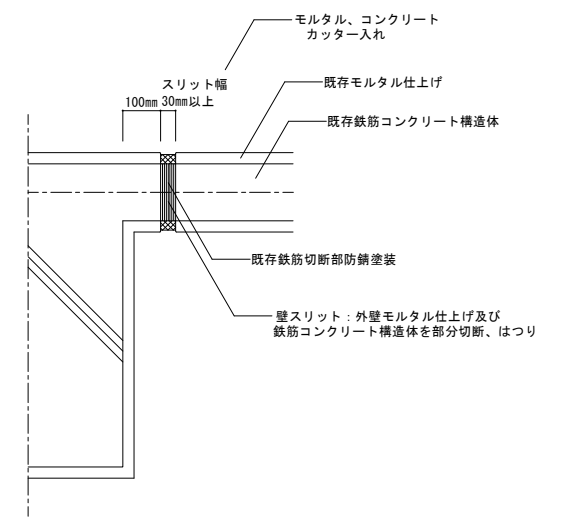 モルタル、コンクリート
カッター入れ
スリット幅
100mm 30mm以上
既存モルタル仕上げ
既存鉄筋コンクリート構造体
既存鉄筋切断部防錆塗装
壁スリット：外壁モルタル仕上げ及び
鉄筋コンクリート構造体を部分切断、はつり